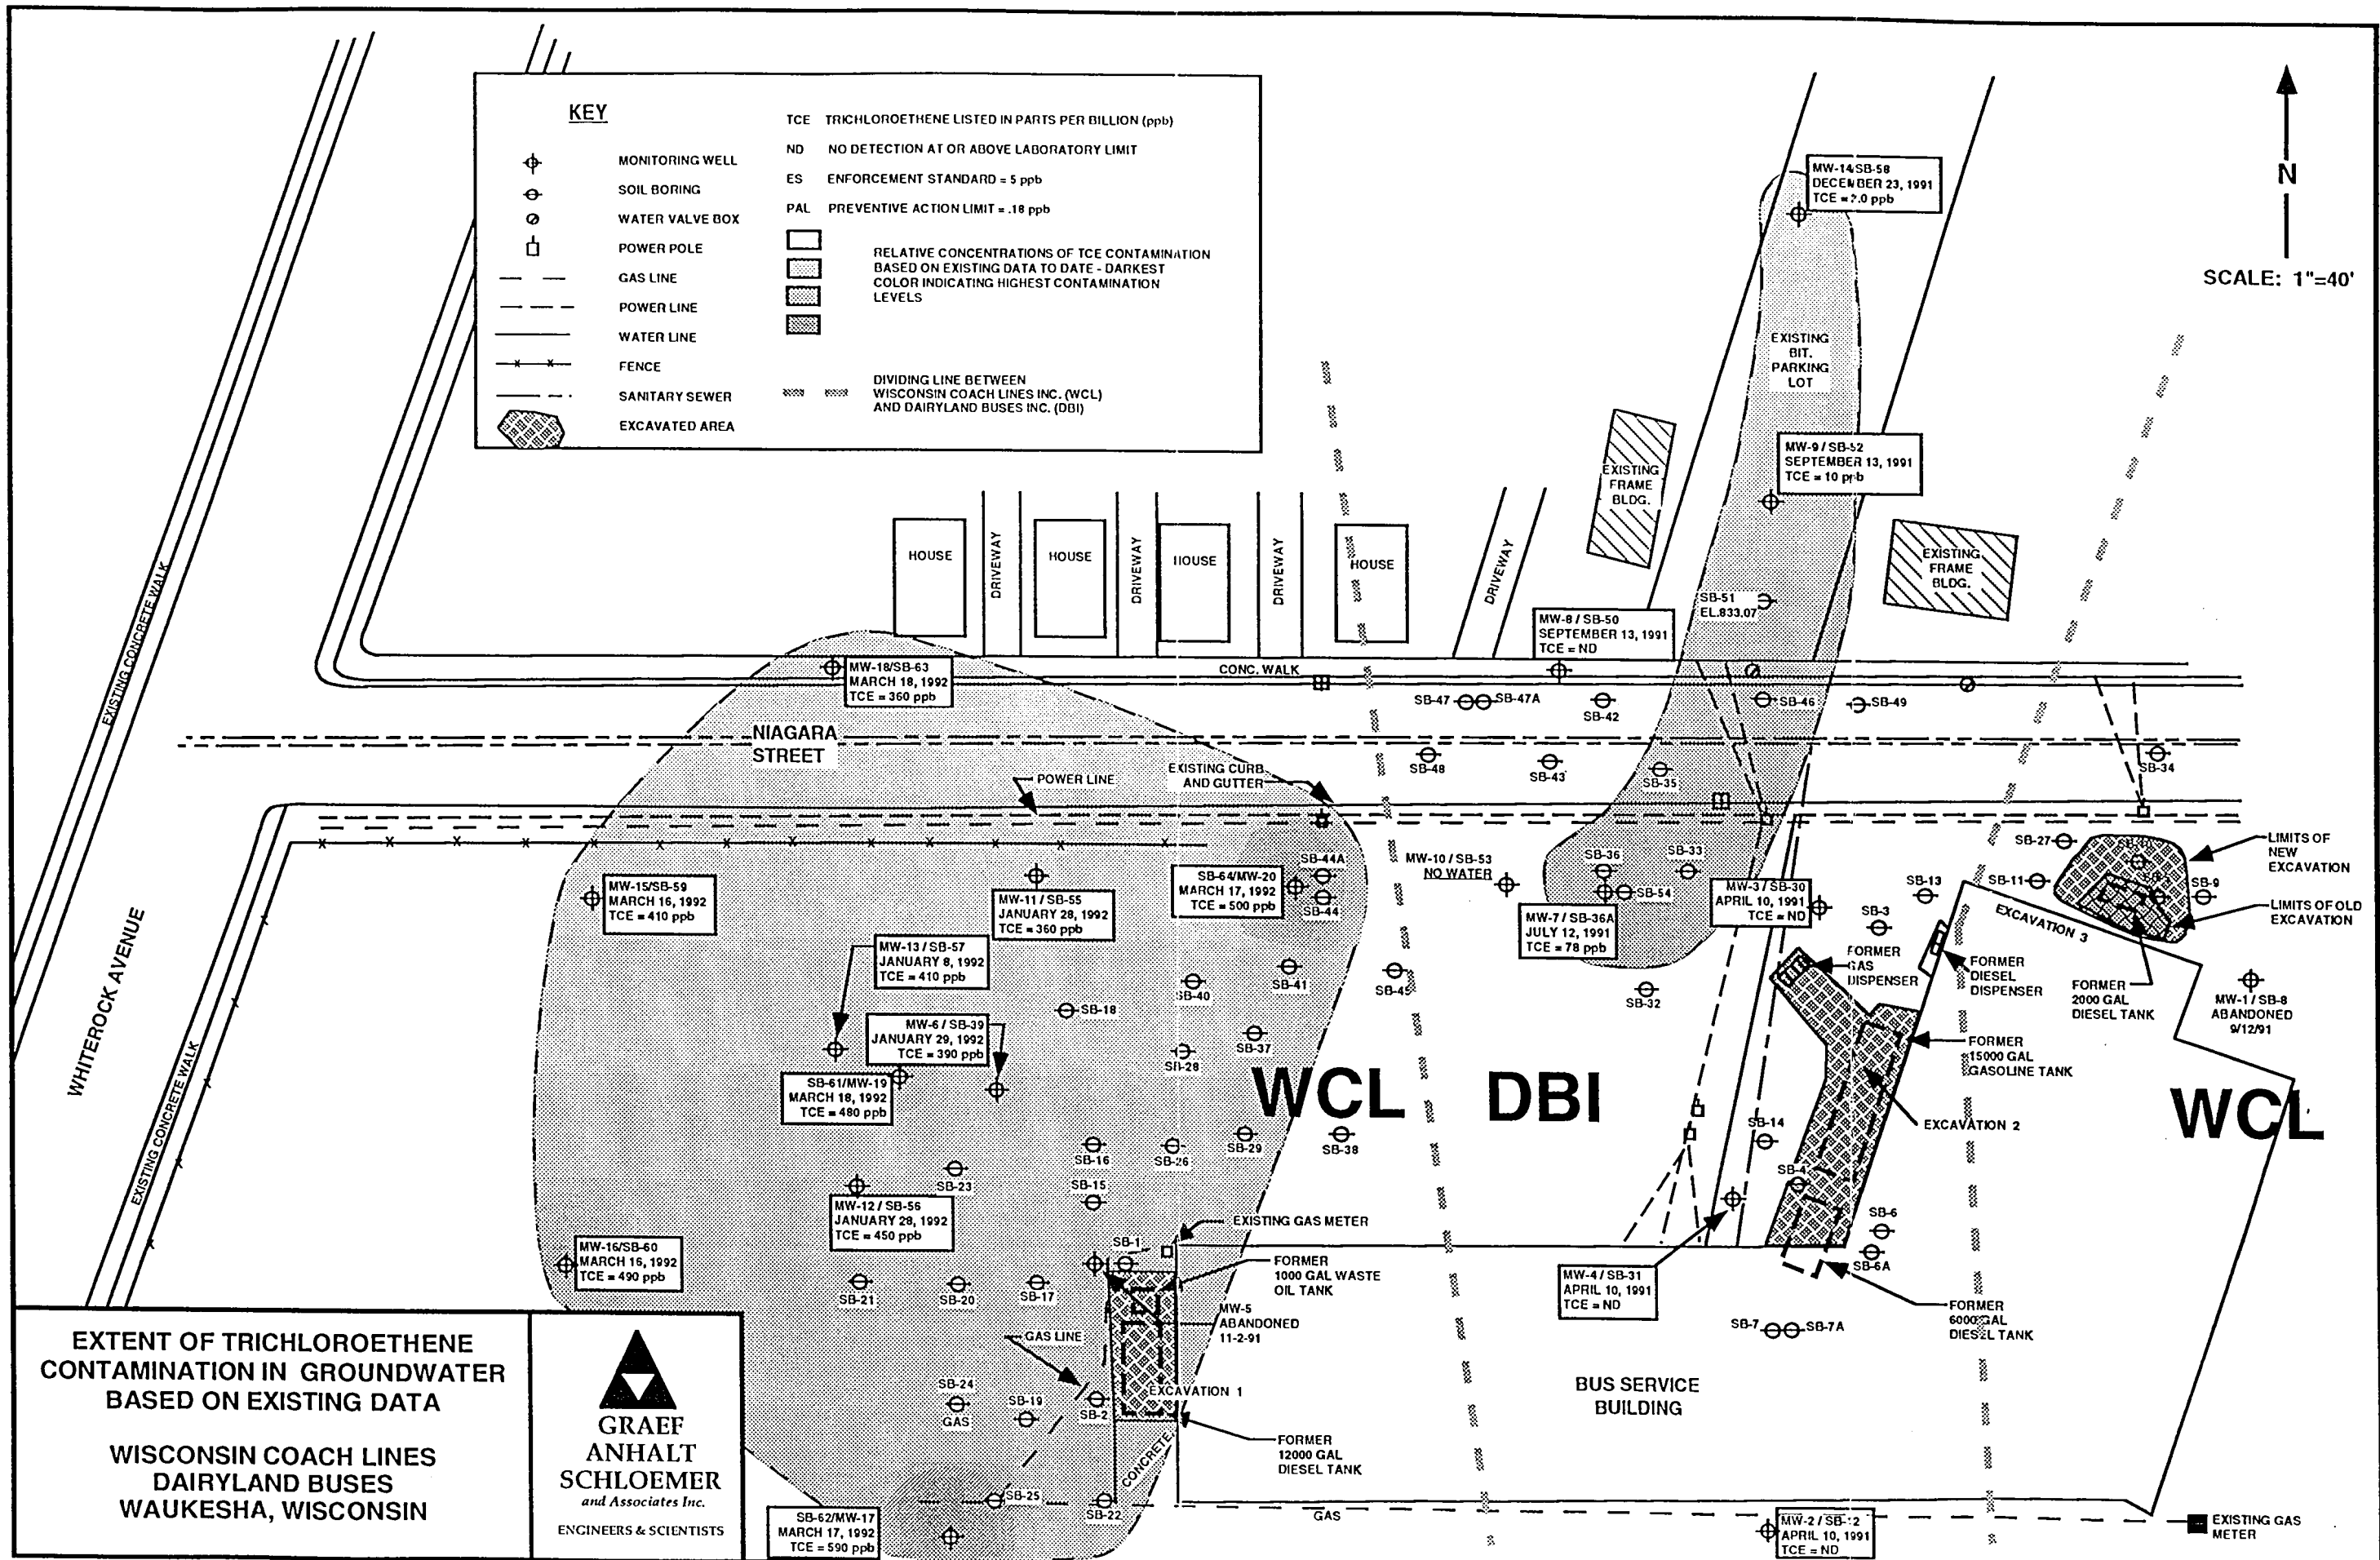 KEY
MONITORING WELL
SOIL BORING
WATER VALVE BOX
POWER POLE
GAS LINE
POWER LINE
WATER LINE
FENCE
SANITARY SEWER
EXCAVATED AREA
TCE TRICHLOROETHENE LISTED IN PARTS PER BILLION (ppb)
ND NO DETECTION AT OR ABOVE LABORATORY LIMIT
ES ENFORCEMENT STANDARD = 5 ppb
PAL PREVENTIVE ACTION LIMIT = .18 ppb
RELATIVE CONCENTRATIONS OF TCE CONTAMINATION
BASED ON EXISTING DATA TO DATE - DARKEST
COLOR INDICATING HIGHEST CONTAMINATION
LEVELS
DIVIDING LINE BETWEEN
WISCONSIN COACH LINES INC. (WCL)
AND DAIRYLAND BUSES INC. (DBI)
N
SCALE: 1"=40'
MW-14/SB-58
DECEMBER 23, 1991
TCE = ppb
EXISTING
BIT.
PARKING
LOT
MW-9 / SB-52
SEPTEMBER 13, 1991
TCE = 10 ppb
EXISTING
FRAME
BLDG.
EXISTING
FRAME
BLDG.
HOUSE
DRIVEWAY
HOUSE
DRIVEWAY
HOUSE
DRIVEWAY
HOUSE
DRIVEWAY
SB-51
EL.833.07
MW-8 / SB-50
SEPTEMBER 13, 1991
TCE = ND
CONC. WALK
EXISTING CONCRETE WALK
MW-18/SB-63
MARCH 18, 1992
TCE = 360 ppb
SB-47
SB-47A
SB-42
SB-46
SB-49
NIAGARA
STREET
SB-48
SB-43
SB-35
SB-34
POWER LINE
EXISTING CURB
AND GUTTER
SB-27
LIMITS OF
NEW
EXCAVATION
MW-15/SB-59
MARCH 16, 1992
TCE = 410 ppb
MW-11 / SB-55
JANUARY 28, 1992
TCE = 360 ppb
SB-64/MW-20
MARCH 17, 1992
TCE = 500 ppb
SB-44A
SB-44
MW-10 / SB-53
NO WATER
SB-36
SB-33
SB-54
MW-7 / SB-36A
JULY 12, 1991
TCE = 78 ppb
MW-3 / SB-30
APRIL 10, 1991
TCE = ND
SB-3
SB-13
SB-11
SB-9
EXCAVATION 3
LIMITS OF OLD
EXCAVATION
MW-13 / SB-57
JANUARY 8, 1992
TCE = 410 ppb
SB-18
SB-40
SB-41
SB-45
SB-32
FORMER
GAS
DISPENSER
FORMER
DIESEL
DISPENSER
FORMER
2000 GAL
DIESEL TANK
MW-1 / SB-8
ABANDONED
9/12/91
WHITEROCK AVENUE
EXISTING CONCRETE WALK
MW-6 / SB-39
JANUARY 29, 1992
TCE = 390 ppb
SB-28
SB-37
SB-61/MW-19
MARCH 18, 1992
TCE = 480 ppb
WCL
DBI
WCL
FORMER
15000 GAL
GASOLINE TANK
EXCAVATION 2
SB-16
SB-26
SB-29
SB-38
SB-14
SB-23
SB-15
SB-4
MW-12 / SB-56
JANUARY 28, 1992
TCE = 450 ppb
EXISTING GAS METER
SB-6
SB-6A
MW-16/SB-60
MARCH 16, 1992
TCE = 490 ppb
SB-1
FORMER
1000 GAL WASTE
OIL TANK
MW-4 / SB-31
APRIL 10, 1991
TCE = ND
SB-21
SB-20
SB-17
MW-5
ABANDONED
11-2-91
FORMER
6000 GAL
DIESEL TANK
SB-7
SB-7A
GAS LINE
SB-24
GAS
SB-19
SB-2
EXCAVATION 1
BUS SERVICE
BUILDING
FORMER
12000 GAL
DIESEL TANK
CONCRETE
SB-25
SB-22
GAS
SB-62/MW-17
MARCH 17, 1992
TCE = 590 ppb
MW-2 / SB-12
APRIL 10, 1991
TCE = ND
EXISTING GAS
METER
EXTENT OF TRICHLOROETHENE
CONTAMINATION IN GROUNDWATER
BASED ON EXISTING DATA
WISCONSIN COACH LINES
DAIRYLAND BUSES
WAUKESHA, WISCONSIN
GRAEF
ANHALT
SCHLOEMER
and Associates Inc.
ENGINEERS & SCIENTISTS